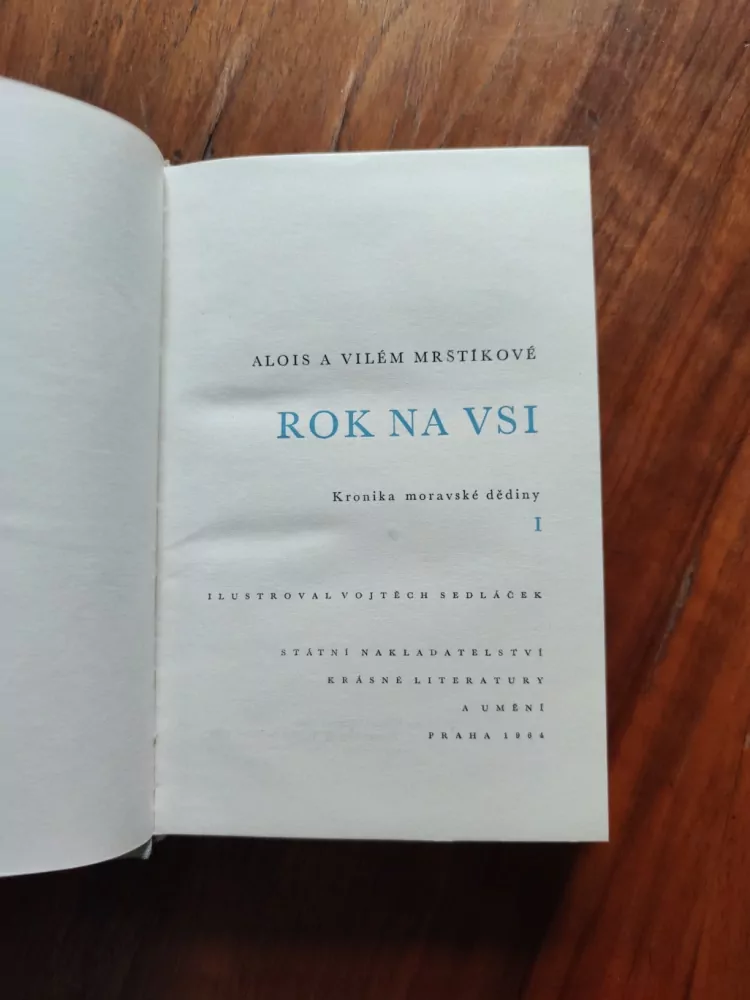 ALOIS A VILÉM MRŠTÍKOVÉ
ROK NA VSI
Kronika moravské dědiny
I
ILUSTROVAL VOJTĚCH SEDLÁČEK
STÁTNÍ NAKLADATELSTVÍ
KRÁSNÉ LITERATURY
A UMĚNÍ
PRAHA 1964